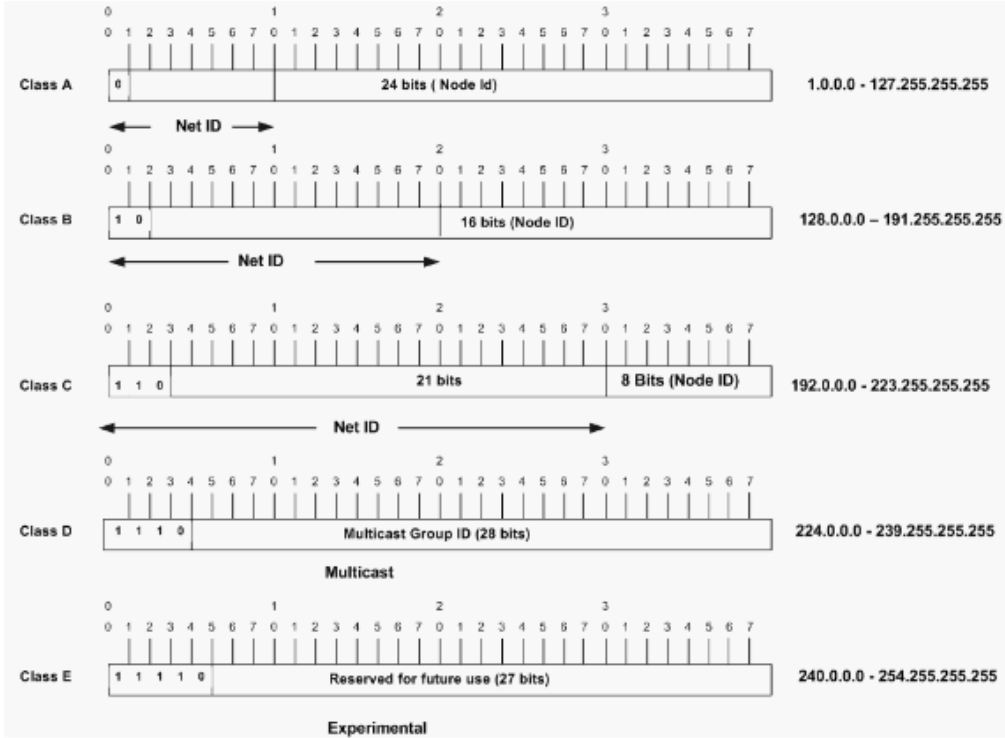 0 1 2 3
0 1 2 3 4 5 6 7 0 1 2 3 4 5 6 7 0 1 2 3 4 5 6 7 0 1 2 3 4 5 6 7
Class A 0 24 bits ( Node Id) 1.0.0.0 - 127.255.255.255
Net ID
0 1 2 3
0 1 2 3 4 5 6 7 0 1 2 3 4 5 6 7 0 1 2 3 4 5 6 7 0 1 2 3 4 5 6 7
Class B 1 0 16 bits (Node ID) 128.0.0.0 – 191.255.255.255
Net ID
0 1 2 3
0 1 2 3 4 5 6 7 0 1 2 3 4 5 6 7 0 1 2 3 4 5 6 7 0 1 2 3 4 5 6 7
Class C 1 1 0 21 bits 8 Bits (Node ID) 192.0.0.0 - 223.255.255.255
Net ID
0 1 2 3
0 1 2 3 4 5 6 7 0 1 2 3 4 5 6 7 0 1 2 3 4 5 6 7 0 1 2 3 4 5 6 7
Class D 1 1 1 0 Multicast Group ID (28 bits) 224.0.0.0 - 239.255.255.255
Multicast
0 1 2 3
0 1 2 3 4 5 6 7 0 1 2 3 4 5 6 7 0 1 2 3 4 5 6 7 0 1 2 3 4 5 6 7
Class E 1 1 1 1 0 Reserved for future use (27 bits) 240.0.0.0 - 254.255.255.255
Experimental